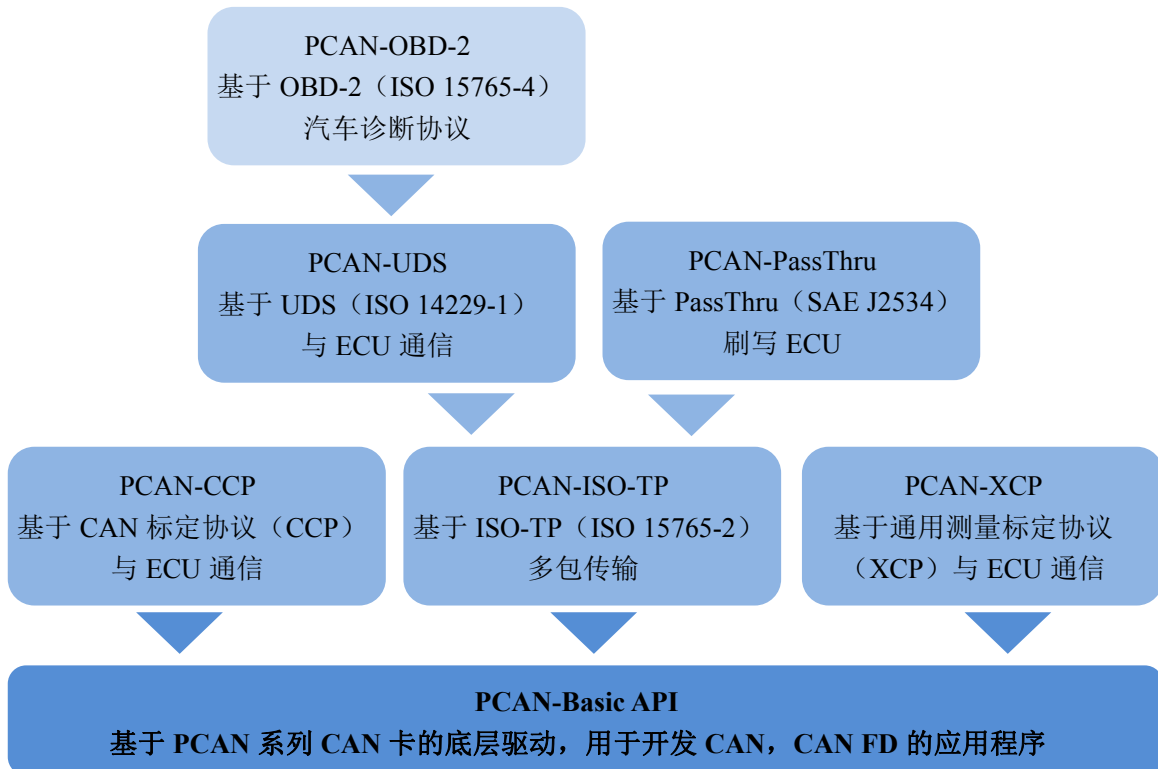 PCAN-OBD-2
基于 OBD-2（ISO 15765-4）
汽车诊断协议
PCAN-UDS
基于 UDS（ISO 14229-1）
与 ECU 通信
PCAN-PassThru
基于 PassThru（SAE J2534）
刷写 ECU
PCAN-CCP
基于 CAN 标定协议（CCP）
与 ECU 通信
PCAN-ISO-TP
基于 ISO-TP（ISO 15765-2）
多包传输
PCAN-XCP
基于通用测量标定协议
（XCP）与 ECU 通信
PCAN-Basic API
基于 PCAN 系列 CAN 卡的底层驱动，用于开发 CAN，CAN FD 的应用程序